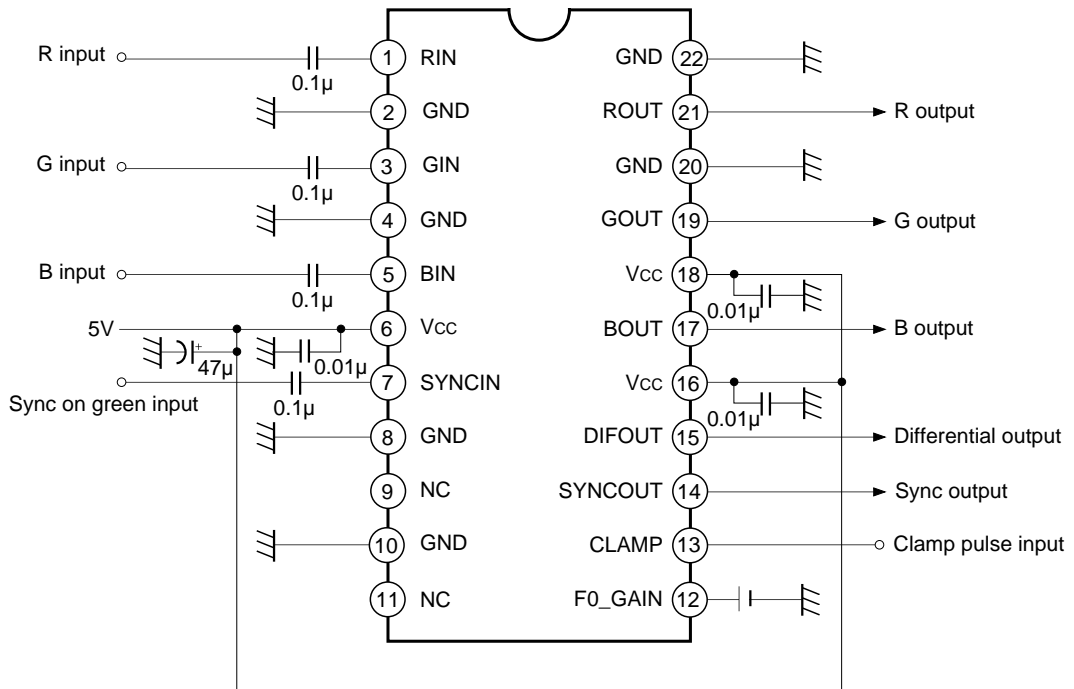 R input
0.1µ
1
RIN
GND
22
2
GND
ROUT
21
R output
G input
0.1µ
3
GIN
GND
20
4
GND
GOUT
19
G output
B input
0.1µ
5
BIN
Vcc
18
0.01µ
5V
47µ
+
0.01µ
6
Vcc
BOUT
17
B output
Sync on green input
0.1µ
7
SYNCIN
Vcc
16
0.01µ
8
GND
DIFOUT
15
Differential output
9
NC
SYNCOUT
14
Sync output
10
GND
CLAMP
13
Clamp pulse input
11
NC
F0_GAIN
12